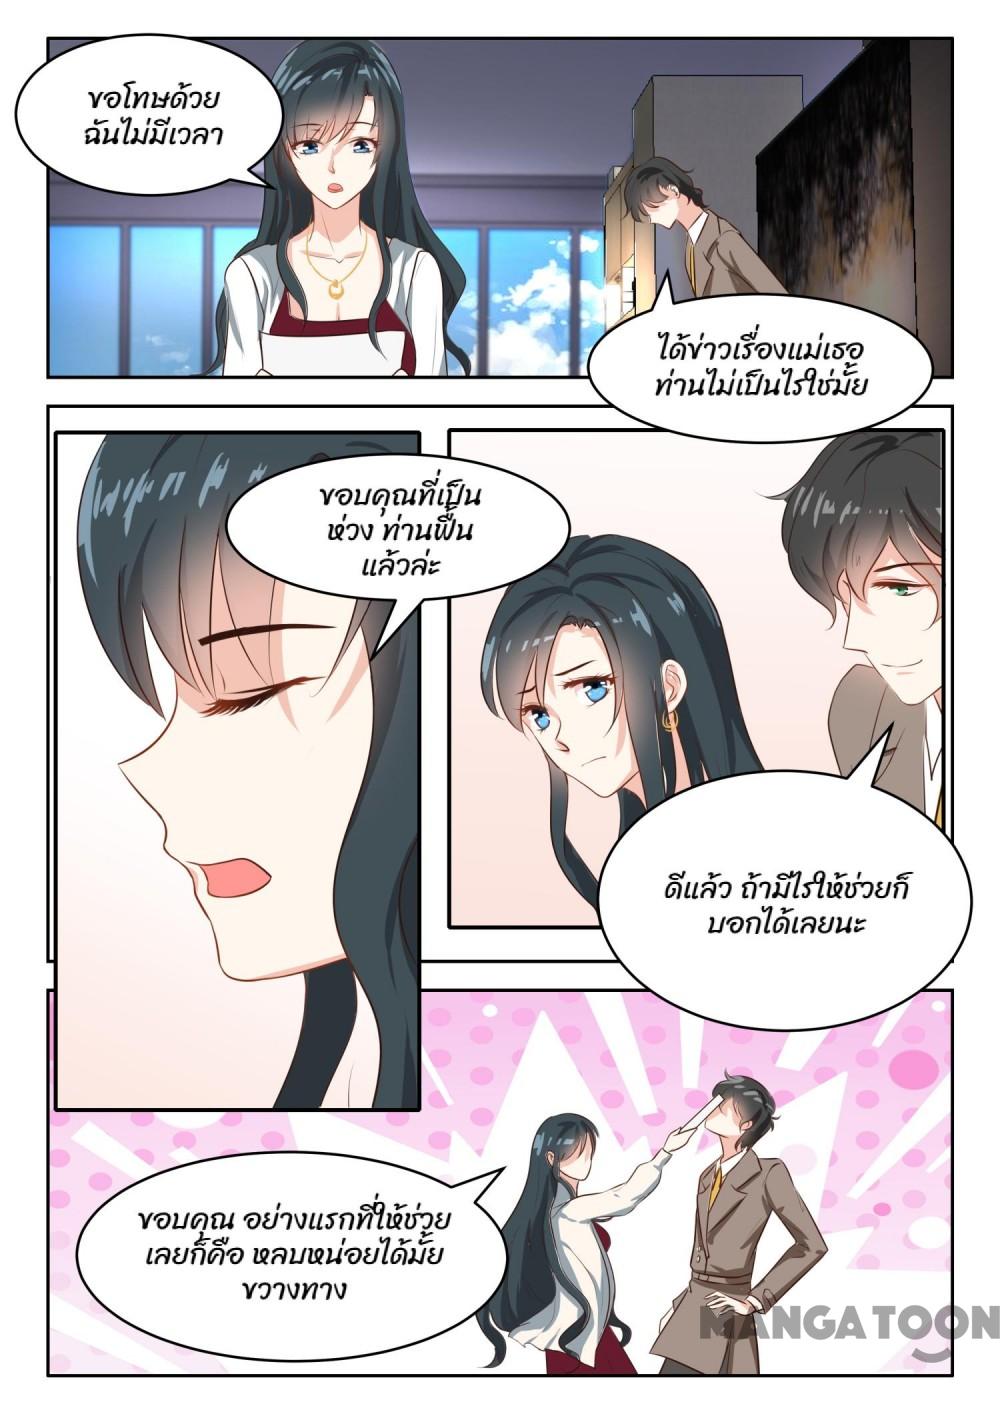 ขอโทษด้วย
ฉันไม่มีเวลา
ได้ข่าวเรื่องแม่เธอ
ท่านไม่เป็นไรใช่มั้ย
ขอบคุณที่เป็น
ห่วง ท่านฟื้น
แล้วล่ะ
ดีแล้ว ถ้ามีไรให้ช่วยก็
บอกได้เลยนะ
ขอบคุณ อย่างแรกที่ให้ช่วย
เลยก็คือ หลบหน่อยได้มั้ย
ขวางทาง
MANGATOON